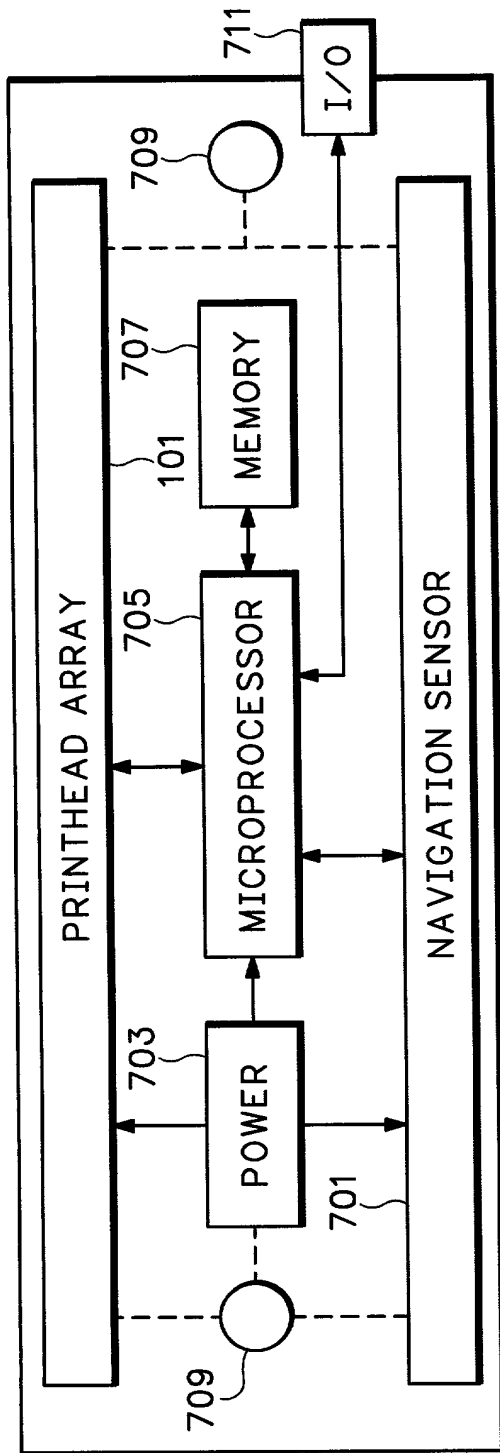 PRINTHEAD ARRAY
101
703
POWER
705
MICROPROCESSOR
707
MEMORY
709
709
711
I/O
701
NAVIGATION SENSOR